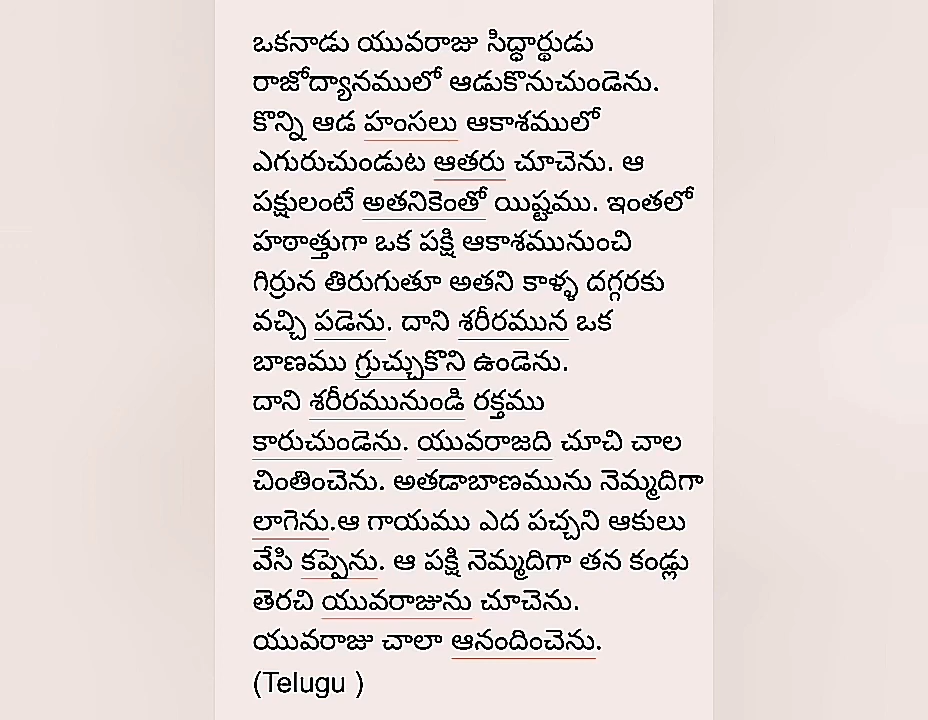 ఒకనాడు యువరాజు సిద్ధార్థుడు
రాజోద్యానములో ఆడుకొనుచుండెను.
కొన్ని ఆడ హంసలు ఆకాశములో
ఎగురుచుండుట ఆతరు చూచెను. ఆ
పక్షులంటే అతనికెంతో యిష్టము. ఇంతలో
హఠాత్తుగా ఒక పక్షి ఆకాశమునుంచి
గిర్రున తిరుగుతూ అతని కాళ్ళ దగ్గరకు
వచ్చి పడెను. దాని శరీరమున ఒక
బాణము గ్రుచ్చుకొని ఉండెను.
దాని శరీరమునుండి రక్తము
కారుచుండెను. యువరాజది చూచి చాల
చింతించెను. అతడాబాణమును నెమ్మదిగా
లాగెను.ఆ గాయము ఎద పచ్చని ఆకులు
వేసి కప్పెను. ఆ పక్షి నెమ్మదిగా తన కండ్లు
తెరచి యువరాజును చూచెను.
యువరాజు చాలా ఆనందించెను.
(Telugu )